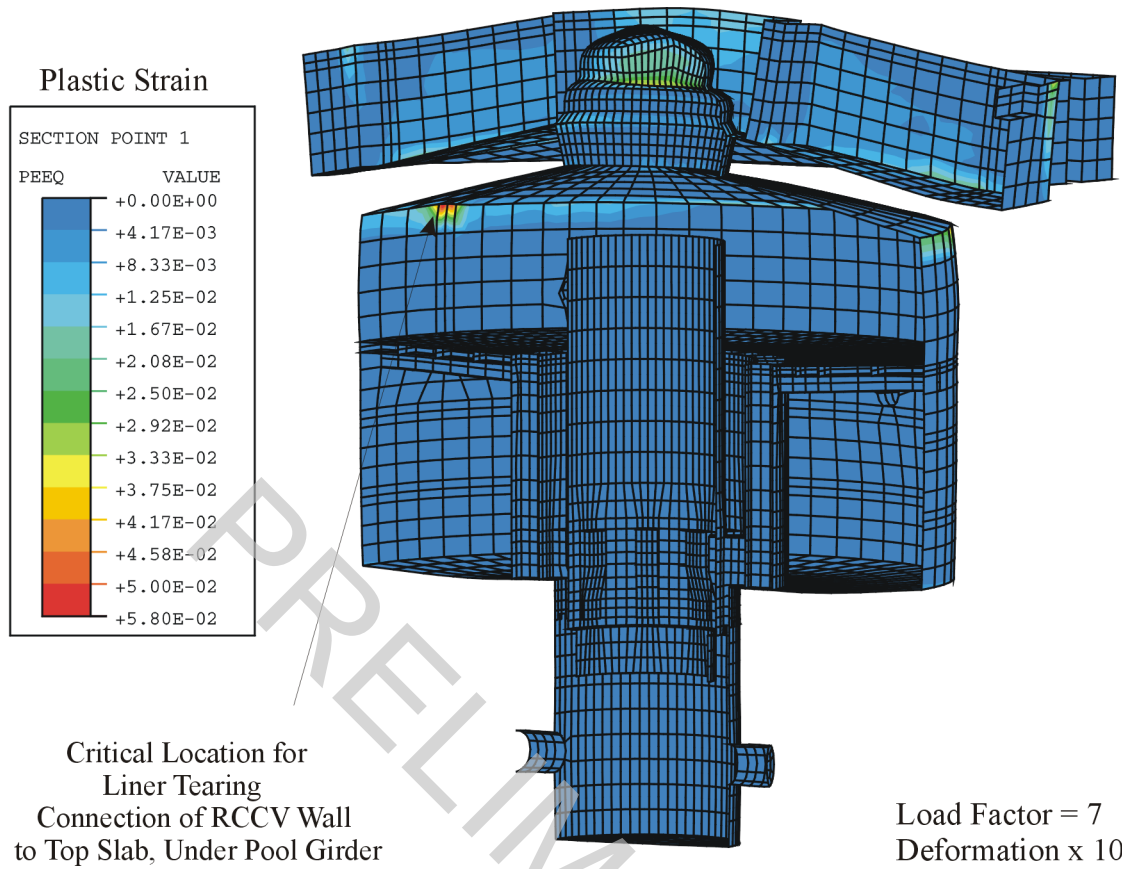 Plastic Strain
SECTION POINT 1
PEEQ VALUE
+0.00E+00
+4.17E-03
+8.33E-03
+1.25E-02
+1.67E-02
+2.08E-02
+2.50E-02
+2.92E-02
+3.33E-02
+3.75E-02
+4.17E-02
+4.58E-02
+5.00E-02
+5.80E-02
PRELIM
Critical Location for
Liner Tearing
Connection of RCCV Wall
to Top Slab, Under Pool Girder
Load Factor = 7
Deformation x 10